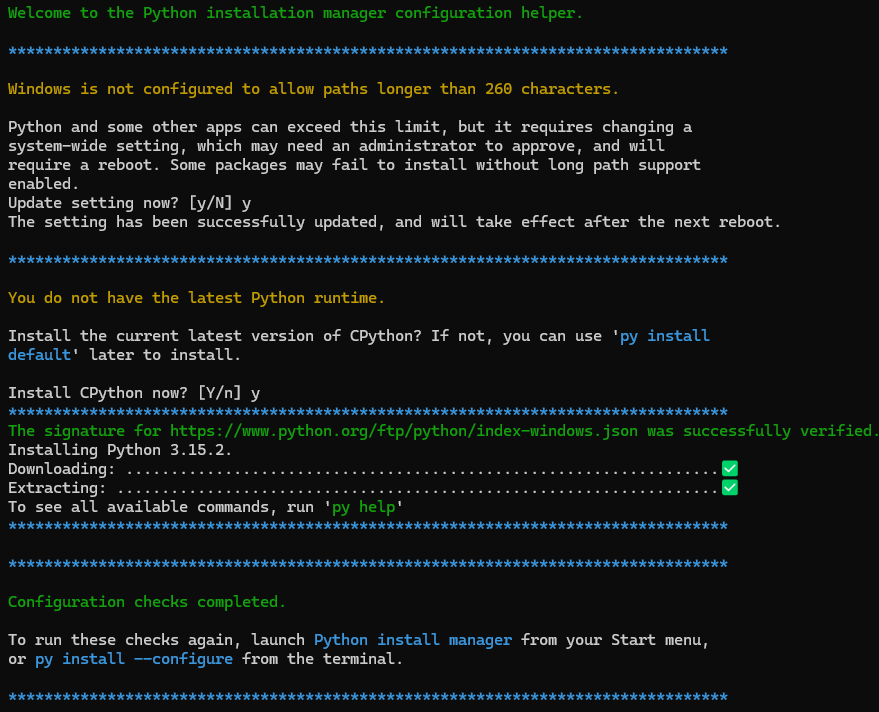 Welcome to the Python installation manager configuration helper.
********************************************************************************
Windows is not configured to allow paths longer than 260 characters.
Python and some other apps can exceed this limit, but it requires changing a
system-wide setting, which may need an administrator to approve, and will
require a reboot. Some packages may fail to install without long path support
enabled.
Update setting now? [y/N] y
The setting has been successfully updated, and will take effect after the next reboot.
********************************************************************************
You do not have the latest Python runtime.
Install the current latest version of CPython? If not, you can use 'py install
default' later to install.
Install CPython now? [Y/n] y
********************************************************************************
The signature for https://www.python.org/ftp/python/index-windows.json was successfully verified.
Installing Python 3.15.2.
Downloading: ..................................................................✅
Extracting: ...................................................................✅
To see all available commands, run 'py help'
********************************************************************************
********************************************************************************
Configuration checks completed.
To run these checks again, launch Python install manager from your Start menu,
or py install --configure from the terminal.
********************************************************************************